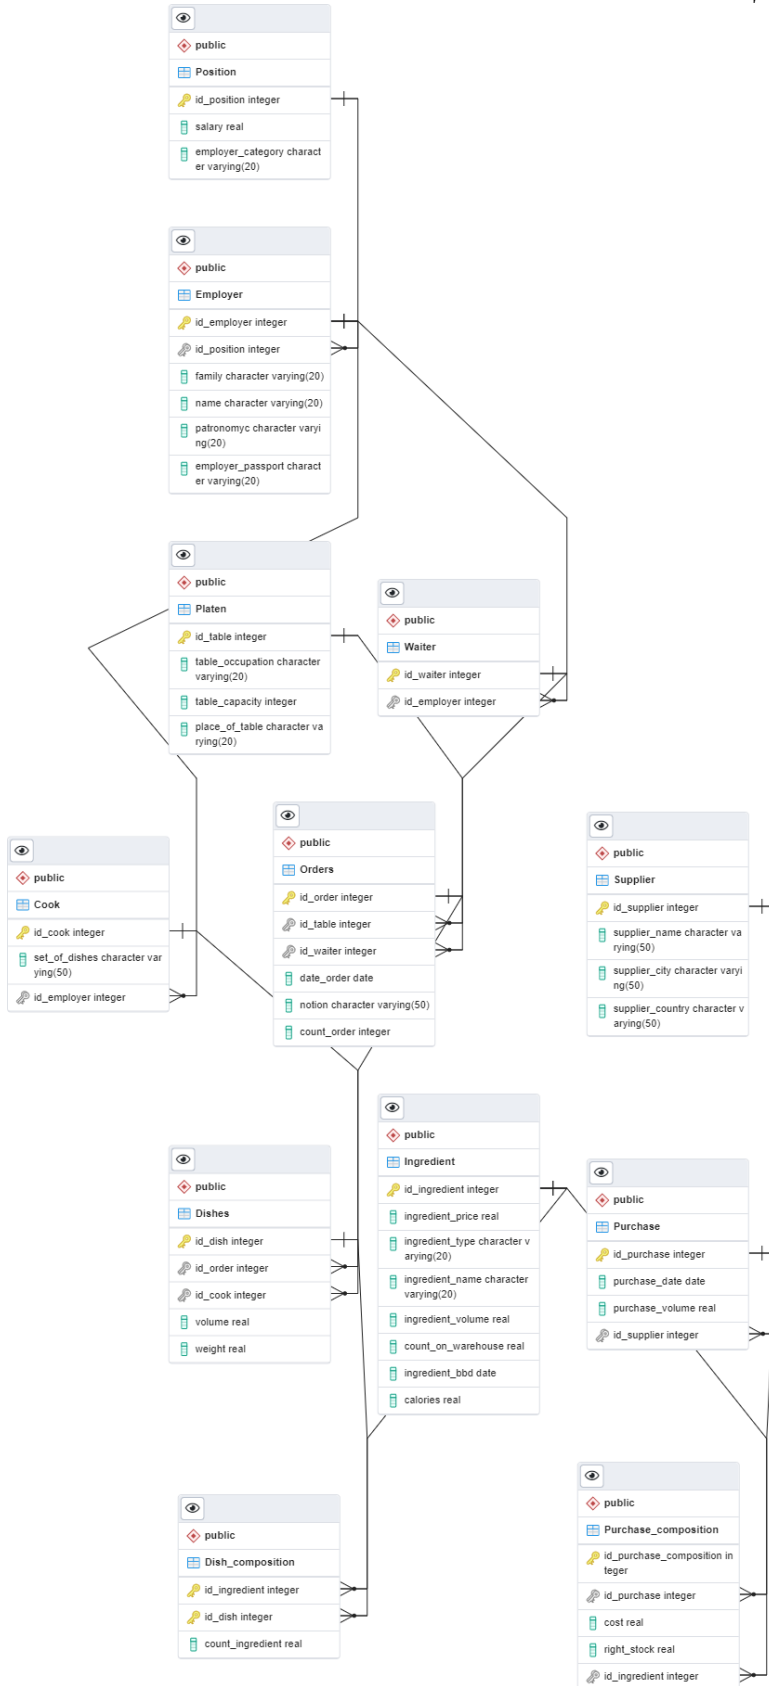 public
Position
id_position integer
salary real
employer_category charact
er varying(20)
public
Employer
id_employer integer
id_position integer
family character varying(20)
name character varying(20)
patronomyc character varyi
ng(20)
employer_passport charact
er varying(20)
public
Platen
id_table integer
table_occupation character
varying(20)
table_capacity integer
place_of_table character va
rying(20)
public
Waiter
id_waiter integer
id_employer integer
public
Cook
id_cook integer
set_of_dishes character var
ying(50)
id_employer integer
public
Orders
id_order integer
id_table integer
id_waiter integer
date_order date
notion character varying(50)
count_order integer
public
Supplier
id_supplier integer
supplier_name character va
rying(50)
supplier_city character varyi
ng(50)
supplier_country character v
arying(50)
public
Dishes
id_dish integer
id_order integer
id_cook integer
volume real
weight real
public
Ingredient
id_ingredient integer
ingredient_price real
ingredient_type character v
arying(20)
ingredient_name character
varying(20)
ingredient_volume real
count_on_warehouse real
ingredient_bbd date
calories real
public
Purchase
id_purchase integer
purchase_date date
purchase_volume real
id_supplier integer
public
Dish_composition
id_ingredient integer
id_dish integer
count_ingredient real
public
Purchase_composition
id_purchase_composition in
teger
id_purchase integer
cost real
right_stock real
id_ingredient integer